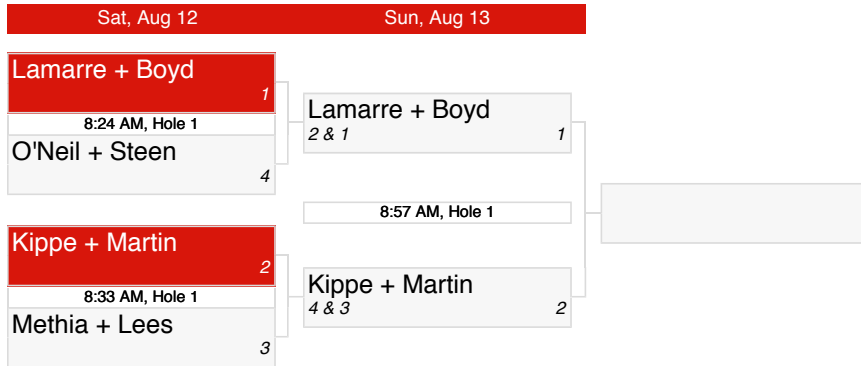 Sat, Aug 12
Sun, Aug 13
Lamarre + Boyd
1
8:24 AM, Hole 1
O'Neil + Steen
4
Lamarre + Boyd
2 & 1 1
8:57 AM, Hole 1
Kippe + Martin
2
8:33 AM, Hole 1
Methia + Lees
3
Kippe + Martin
4 & 3 2